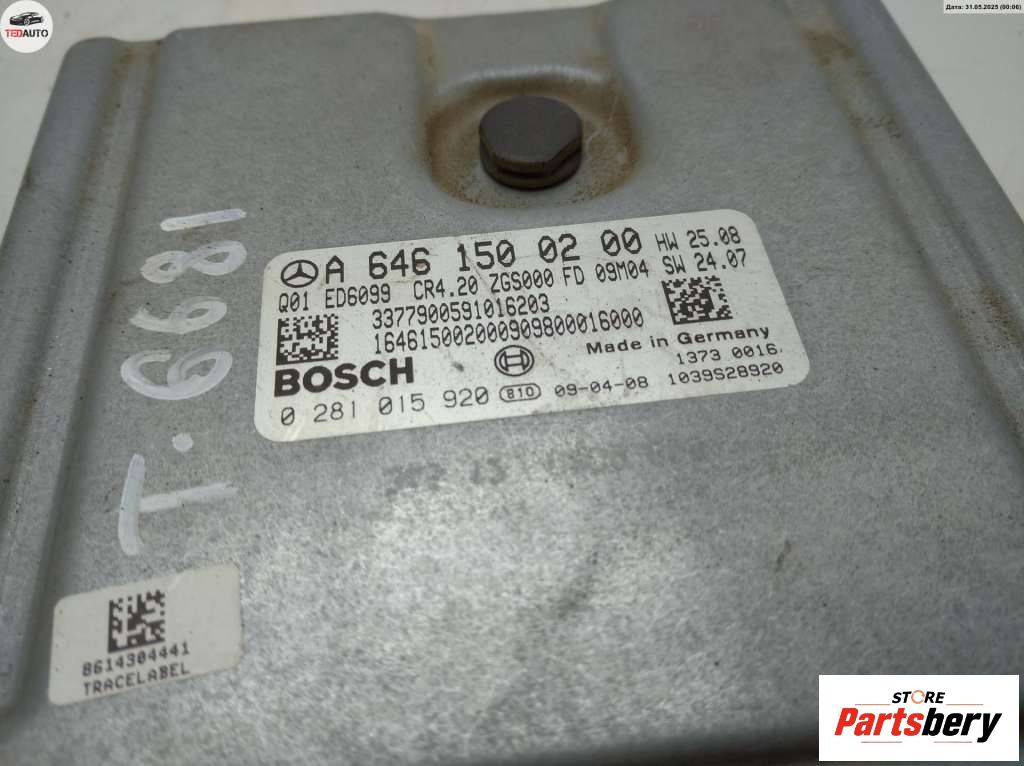 TEDAUTO
Дата: 31.05.2025 (00:06)
A 646 150 02 00
HW 25.08
Q01 ED6099 CR4.20 ZGS000 FD 09M04
SW 24.07
3377900591016203
164615002000909800016000
Made in Germany
BOSCH
1373 0016
0 281 015 920
810
09-04-08
1039S28920
T.6681
8614304441
TRACELABEL
STORE
Partsbery